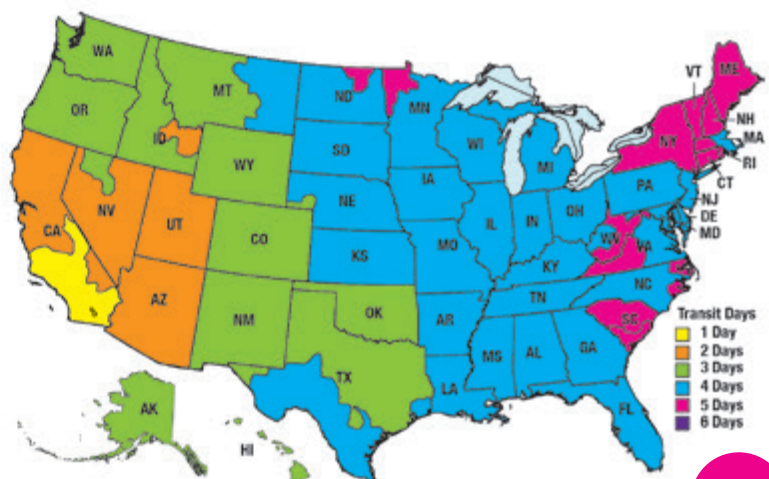 WA
OR
CA
NV
ID
MT
WY
UT
AZ
CO
NM
ND
SD
NE
KS
OK
TX
MN
IA
MO
AR
LA
WI
IL
MI
IN
OH
KY
TN
MS
AL
GA
FL
SC
NC
VA
WV
PA
NY
VT
ME
NH
MA
RI
CT
NJ
DE
MD
AK
HI
Transit Days
1 Day
2 Days
3 Days
4 Days
5 Days
6 Days